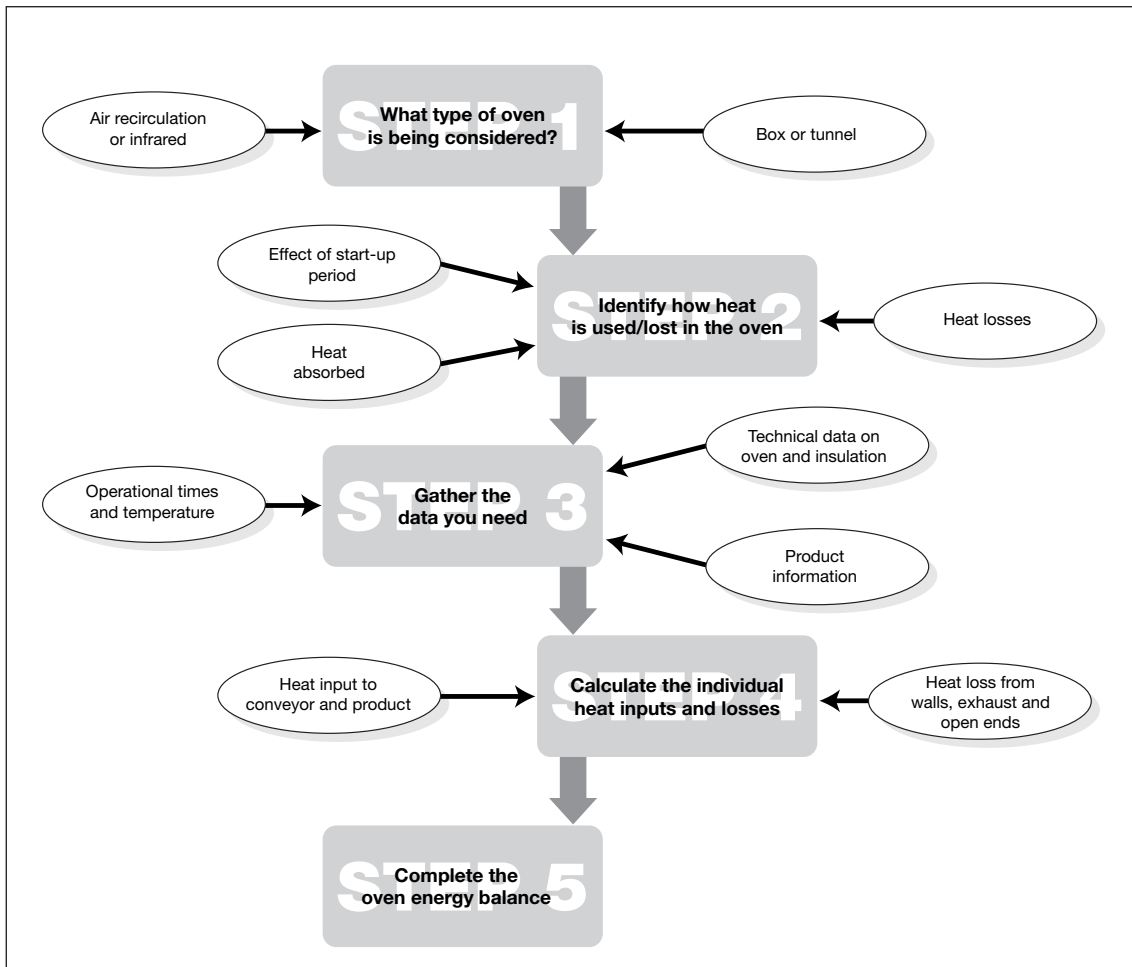 STEP 1
What type of oven
is being considered?
Air recirculation
or infrared
Box or tunnel
STEP 2
Identify how heat
is used/lost in the oven
Effect of start-up
period
Heat
absorbed
Heat losses
STEP 3
Gather the
data you need
Operational times
and temperature
Technical data on
oven and insulation
Product
information
STEP 4
Calculate the individual
heat inputs and losses
Heat input to
conveyor and product
Heat loss from
walls, exhaust and
open ends
STEP 5
Complete the
oven energy balance